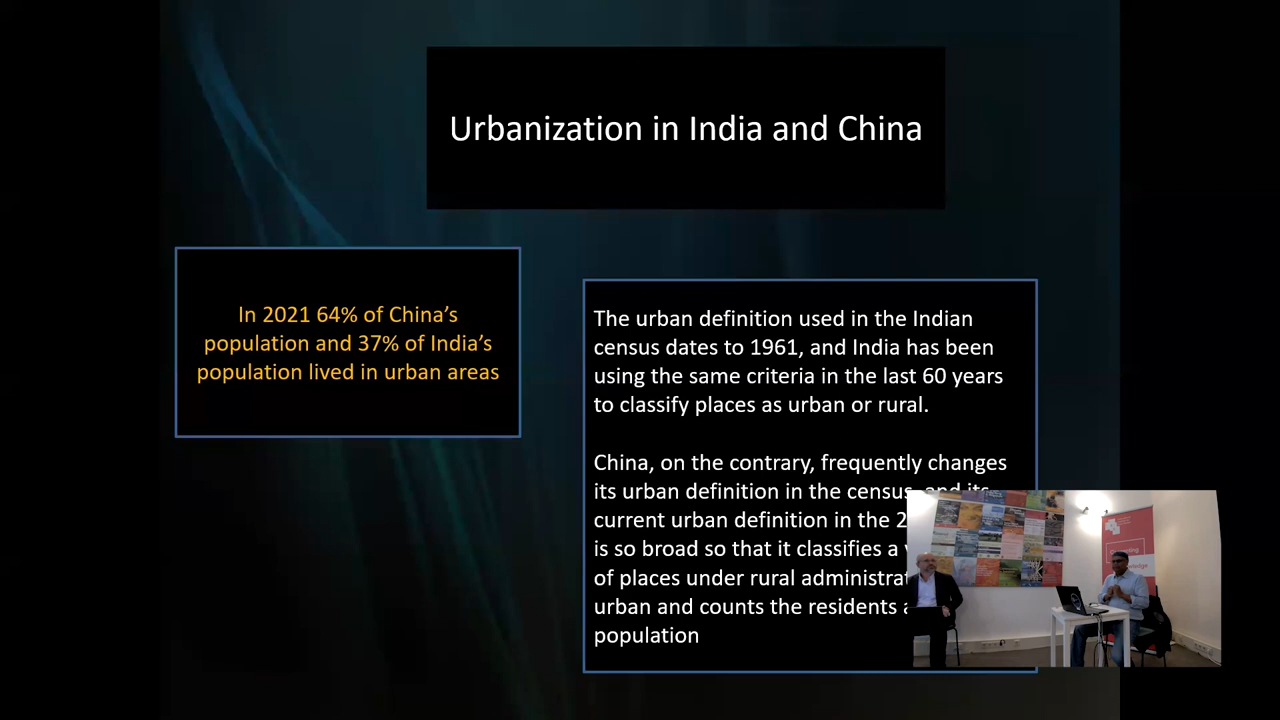 Urbanization in India and China
In 2021 64% of China's
population and 37% of India's
population lived in urban areas
The urban definition used in the Indian
census dates to 1961, and India has been
using the same criteria in the last 60 years
to classify places as urban or rural.
China, on the contrary, frequently changes
its urban definition in the census, and its
current urban definition in the 2
is so broad so that it classifies a
of places under rural administrat
urban and counts the residents
population